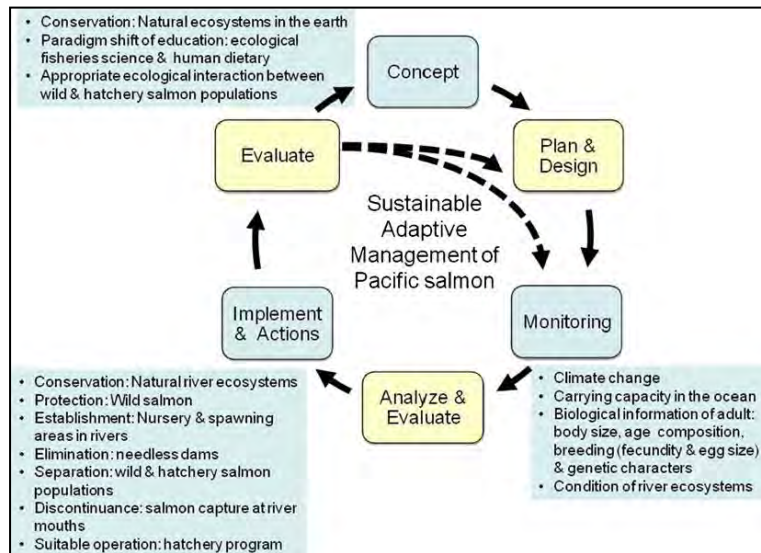 • Conservation: Natural ecosystems in the earth
• Paradigm shift of education: ecological
fisheries science & human dietary
• Appropriate ecological interaction between
wild & hatchery salmon populations
Concept
Plan &
Design
Evaluate
Sustainable
Adaptive
Management of
Pacific salmon
Implement
& Actions
Monitoring
Analyze &
Evaluate
• Conservation: Natural river ecosystems
• Protection: Wild salmon
• Establishment: Nursery & spawning
areas in rivers
• Elimination: needless dams
• Separation: wild & hatchery salmon
populations
• Discontinuance: salmon capture at river
mouths
• Suitable operation: hatchery program
• Climate change
• Carrying capacity in the ocean
• Biological information of adult:
body size, age composition,
breeding (fecundity & egg size)
& genetic characters
• Condition of river ecosystems